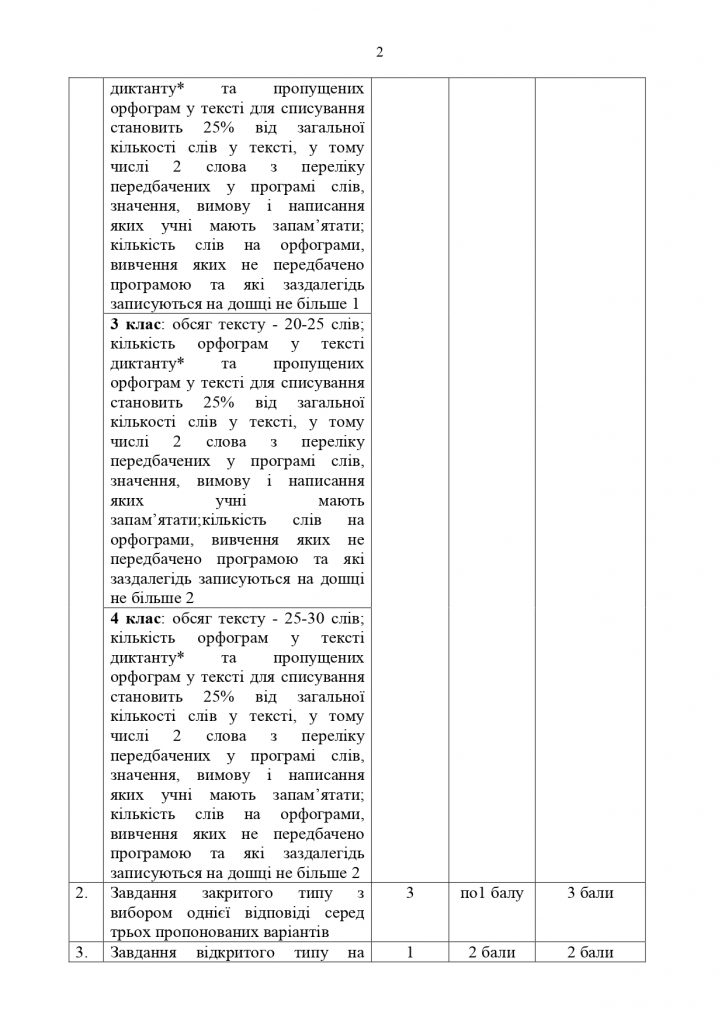 2
диктанту* та пропущених
орфограм у тексті для списування
становить 25% від загальної
кількості слів у тексті, у тому
числі 2 слова з переліку
передбачених у програмі слів,
значення, вимову і написання
яких учні мають запам’ятати;
кількість слів на орфограми,
вивчення яких не передбачено
програмою та які заздалегідь
записуються на дошці не більше 1
3 клас: обсяг тексту - 20-25 слів;
кількість орфограм у тексті
диктанту* та пропущених
орфограм у тексті для списування
становить 25% від загальної
кількості слів у тексті, у тому
числі 2 слова з переліку
передбачених у програмі слів,
значення, вимову і написання
яких учні мають
запам’ятати;кількість слів на
орфограми, вивчення яких не
передбачено програмою та які
заздалегідь записуються на дошці
не більше 2
4 клас: обсяг тексту - 25-30 слів;
кількість орфограм у тексті
диктанту* та пропущених
орфограм у тексті для списування
становить 25% від загальної
кількості слів у тексті, у тому
числі 2 слова з переліку
передбачених у програмі слів,
значення, вимову і написання
яких учні мають запам’ятати;
кількість слів на орфограми,
вивчення яких не передбачено
програмою та які заздалегідь
записуються на дошці не більше 2
2. Завдання закритого типу з 3 по1 балу 3 бали
вибором однієї відповіді серед
трьох пропонованих варіантів
3. Завдання відкритого типу на 1 2 бали 2 бали